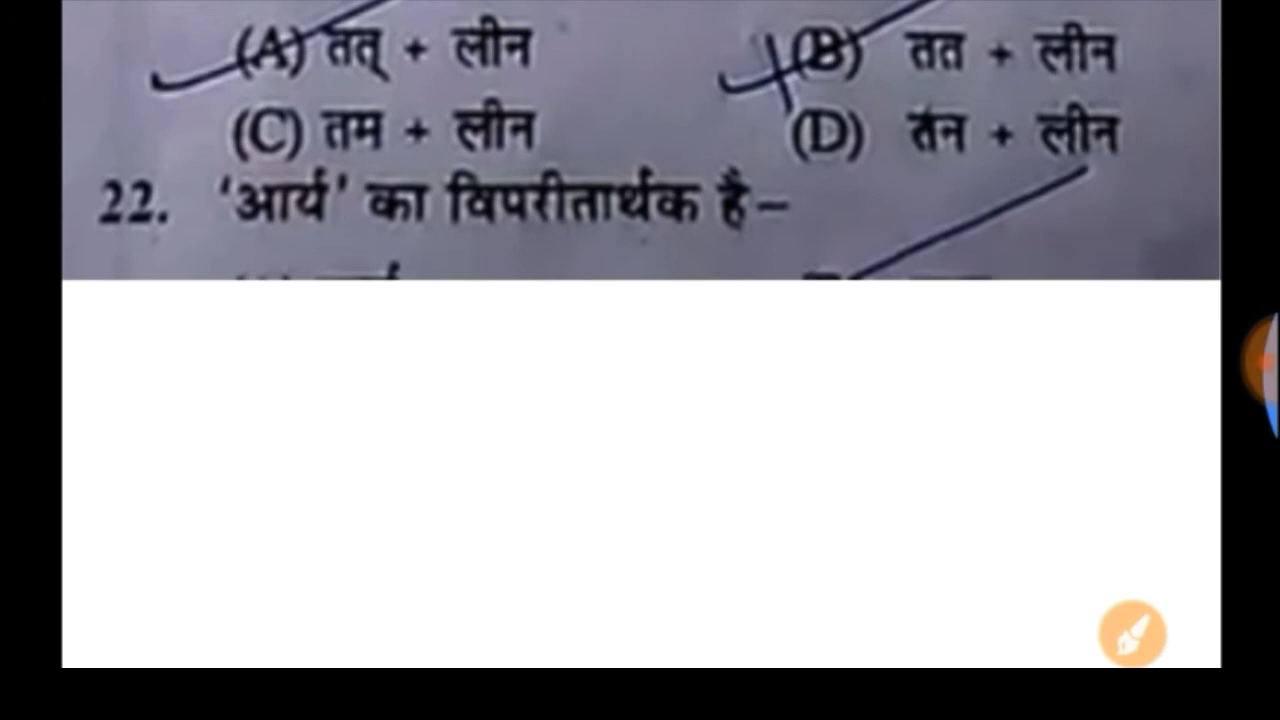 (A) तत् + लीन (B) तत + लीन
(C) तम + लीन (D) तन + लीन
22. 'आर्य' का विपरीतार्थक है–